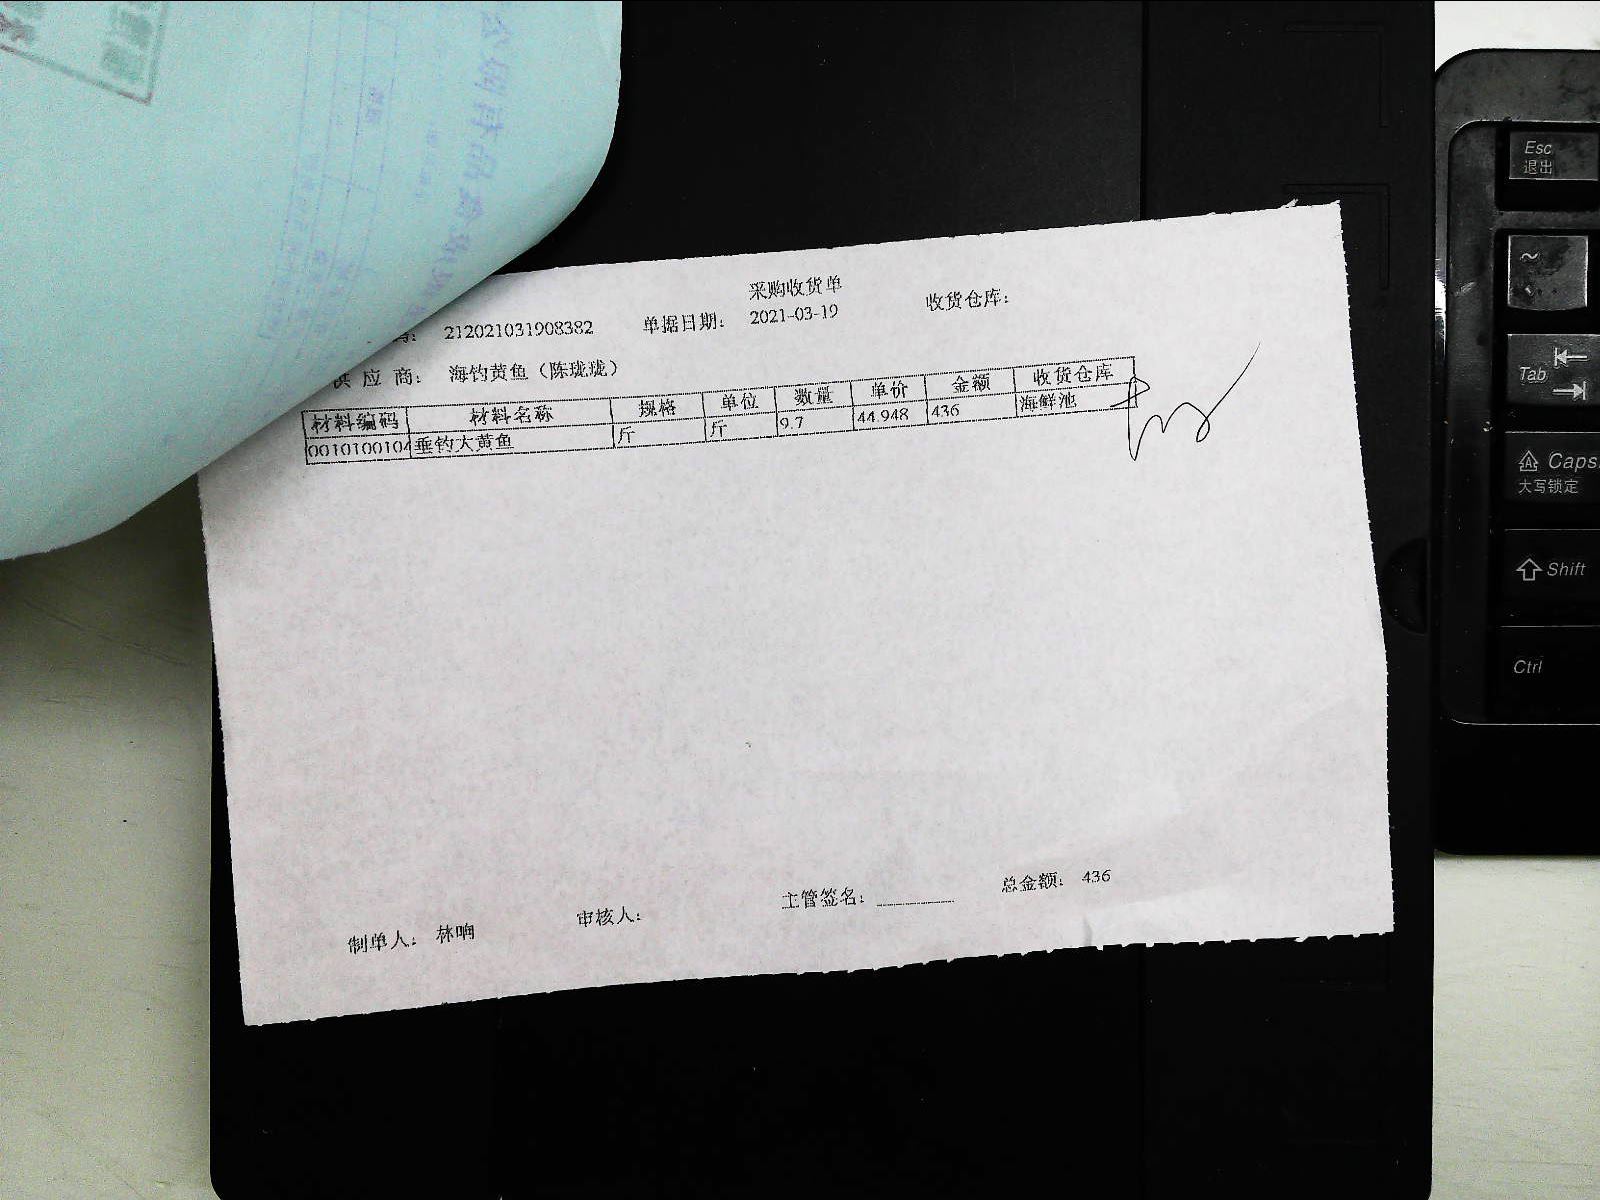 采购收货单
212021031908382 单据日期： 2021-03-19 收货仓库：
供 应 商： 海钓黄鱼（陈珑珑）
材料编码 材料名称 规格 单位 数量 单价 金额 收货仓库
0010100104 垂钓大黄鱼 斤 斤 9.7 44.948 436 海鲜池
制单人： 林响 审核人： 主管签名： 总金额： 436
Esc
退出
~
Tab
Caps
大写锁定
Shift
Ctrl